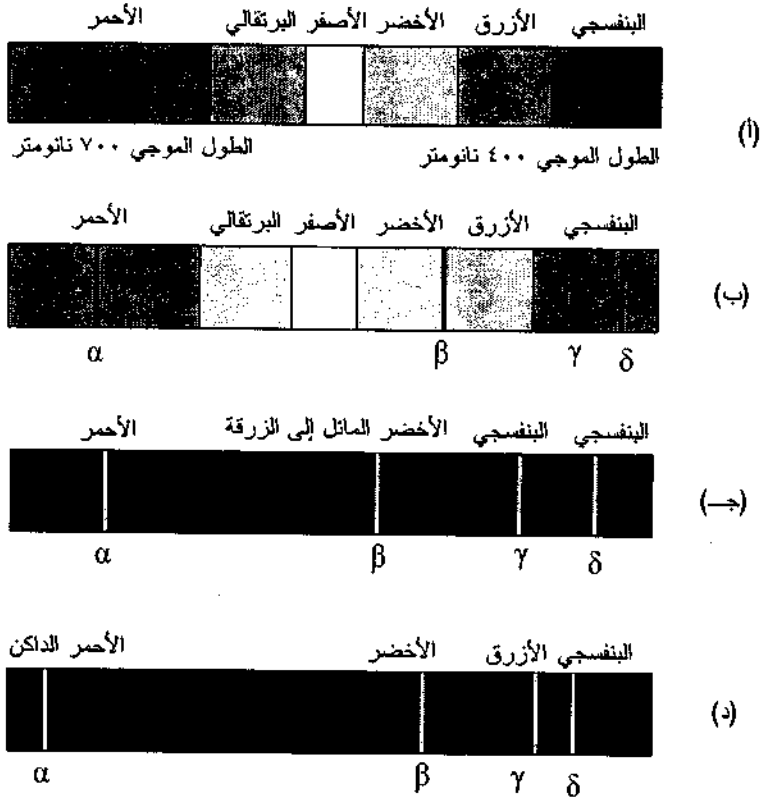 البنفسجي الأزرق الأخضر الأصفر البرتقالي الأحمر
(أ)
الطول الموجي ٤٠٠ نانومتر الطول الموجي ٧٠٠ نانومتر
البنفسجي الأزرق الأخضر الأصفر البرتقالي الأحمر
(ب)
α β γ δ
البنفسجي البنفسجي الأخضر المائل إلى الزرقة الأحمر
(جـ)
α β γ δ
البنفسجي الأزرق الأخضر الأحمر الداكن
(د)
α β γ δ